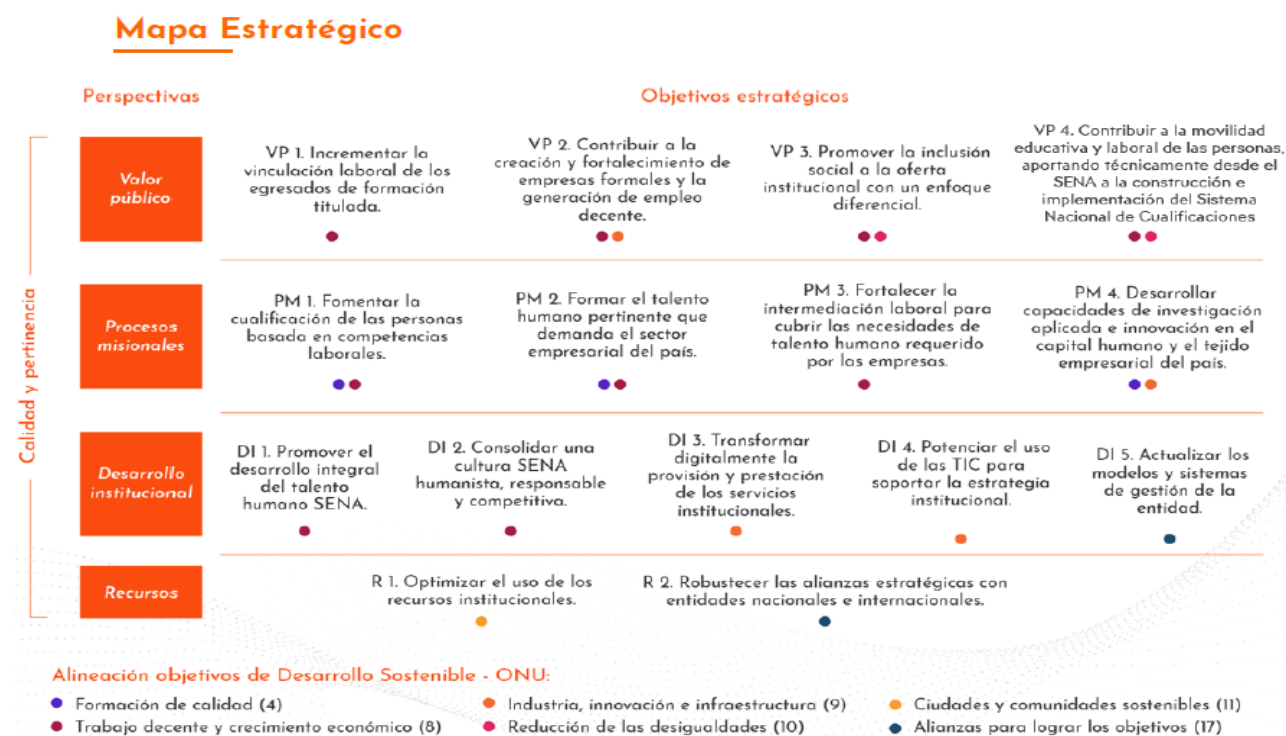 Mapa Estratégico
Perspectivas
Objetivos estratégicos
Calidad y pertinencia
Valor
público
VP 1. Incrementar la
vinculación laboral de los
egresados de formación
titulada.
VP 2. Contribuir a la
creación y fortalecimiento de
empresas formales y la
generación de empleo
decente.
VP 3. Promover la inclusión
social a la oferta
institucional con un enfoque
diferencial.
VP 4. Contribuir a la movilidad
educativa y laboral de las personas,
aportando técnicamente desde el
SENA a la construcción e
implementación del Sistema
Nacional de Cualificaciones
Procesos
misionales
PM 1. Fomentar la
cualificación de las personas
basada en competencias
laborales.
PM 2. Formar el talento
humano pertinente que
demanda el sector
empresarial del país.
PM 3. Fortalecer la
intermediación laboral para
cubrir las necesidades de
talento humano requerido
por las empresas.
PM 4. Desarrollar
capacidades de investigación
aplicada e innovación en el
capital humano y el tejido
empresarial del país.
Desarrollo
institucional
DI 1. Promover el
desarrollo integral
del talento
humano SENA.
DI 2. Consolidar una
cultura SENA
humanista, responsable
y competitiva.
DI 3. Transformar
digitalmente la
provisión y prestación
de los servicios
institucionales.
DI 4. Potenciar el uso
de las TIC para
soportar la estrategia
institucional.
DI 5. Actualizar los
modelos y sistemas
de gestión de la
entidad.
Recursos
R 1. Optimizar el uso de los
recursos institucionales.
R 2. Robustecer las alianzas estratégicas con
entidades nacionales e internacionales.
Alineación objetivos de Desarrollo Sostenible - ONU:
Formación de calidad (4)
Trabajo decente y crecimiento económico (8)
Industria, innovación e infraestructura (9)
Reducción de las desigualdades (10)
Ciudades y comunidades sostenibles (11)
Alianzas para lograr los objetivos (17)